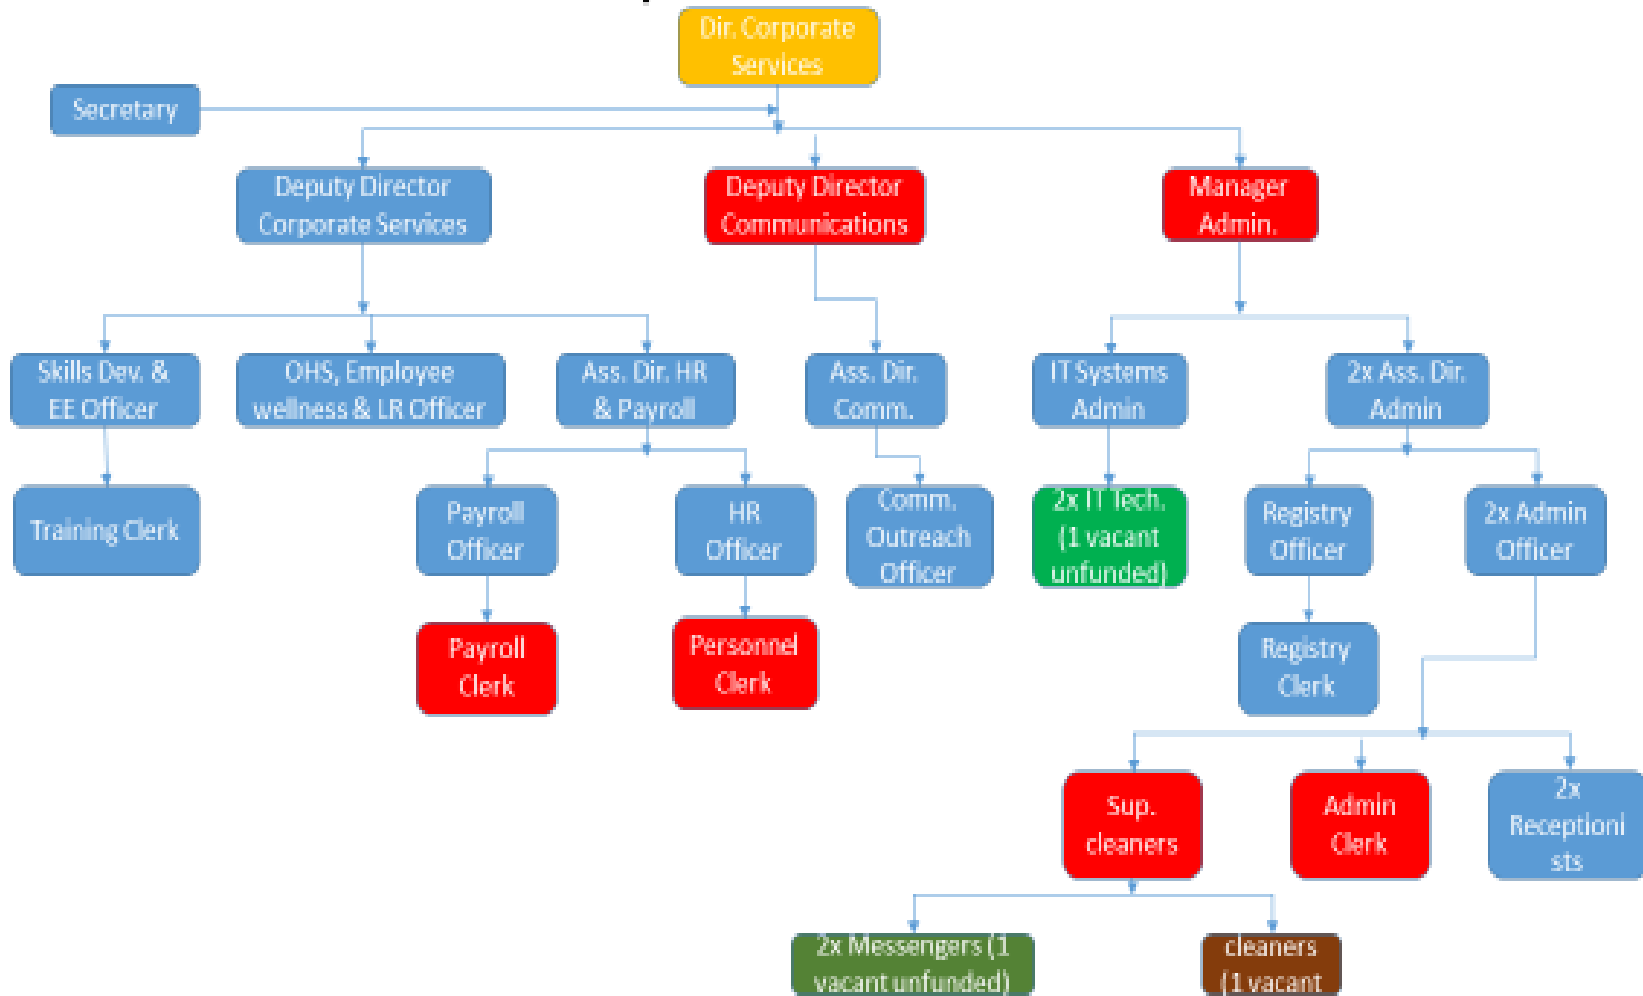 Dir. Corporate
Services
Secretary
Deputy Director
Corporate Services
Deputy Director
Communications
Manager
Admin.
Skills Dev. &
EE Officer
OHS, Employee
wellness & LR Officer
Ass. Dir. HR
& Payroll
Ass. Dir.
Comm.
IT Systems
Admin
2x Ass. Dir.
Admin
Training Clerk
Payroll
Officer
HR
Officer
Comm.
Outreach
Officer
2x IT Tech.
(1 vacant
unfunded)
Registry
Officer
2x Admin
Officer
Payroll
Clerk
Personnel
Clerk
Registry
Clerk
Sup.
cleaners
Admin
Clerk
2x
Receptioni
sts
2x Messengers (1
vacant unfunded)
cleaners
(1 vacant